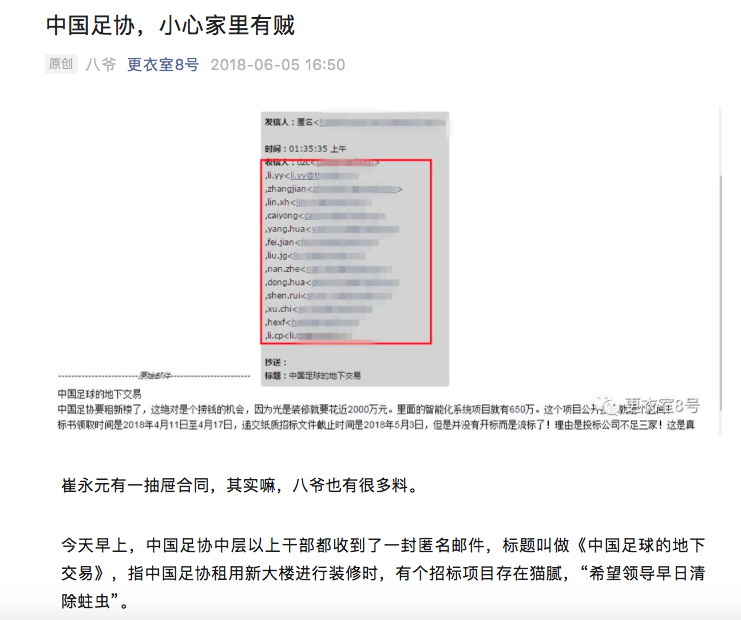 中国足协，小心家里有贼
原创 八爷 更衣室8号 2018-06-05 16:50
发信人：匿名<
时间：01:35:35 上午
收信人：dzc<
,li.yy<li.yy@th
,zhangjian<
,lin.xh<
,caiyong<
,yang.hua<
,fei.jian<
,liu.jg<
,nan.zhe<
,dong.hua<
,shen.rui<
,xu.chi<
,hexf<
,li.cp<li.cp
抄送：
标题：中国足球的地下交易
-----------------------原始邮件-----------------------
中国足球的地下交易
中国足协要租新楼了，这绝对是个捞钱的机会，因为光是装修就要花近2000万元。里面的智能化系统项目就有650万。这个项目公开
更衣室8号
标书领取时间是2018年4月11日至4月17日，递交纸质招标文件截止时间是2018年5月3日，但是并没有开标而是流标了！理由是投标公司不足三家！这是真
崔永元有一抽屉合同，其实嘛，八爷也有很多料。
今天早上，中国足协中层以上干部都收到了一封匿名邮件，标题叫做《中国足球的地下
交易》，指中国足协租用新大楼进行装修时，有个招标项目存在猫腻，“希望领导早日清
除蛀虫”。